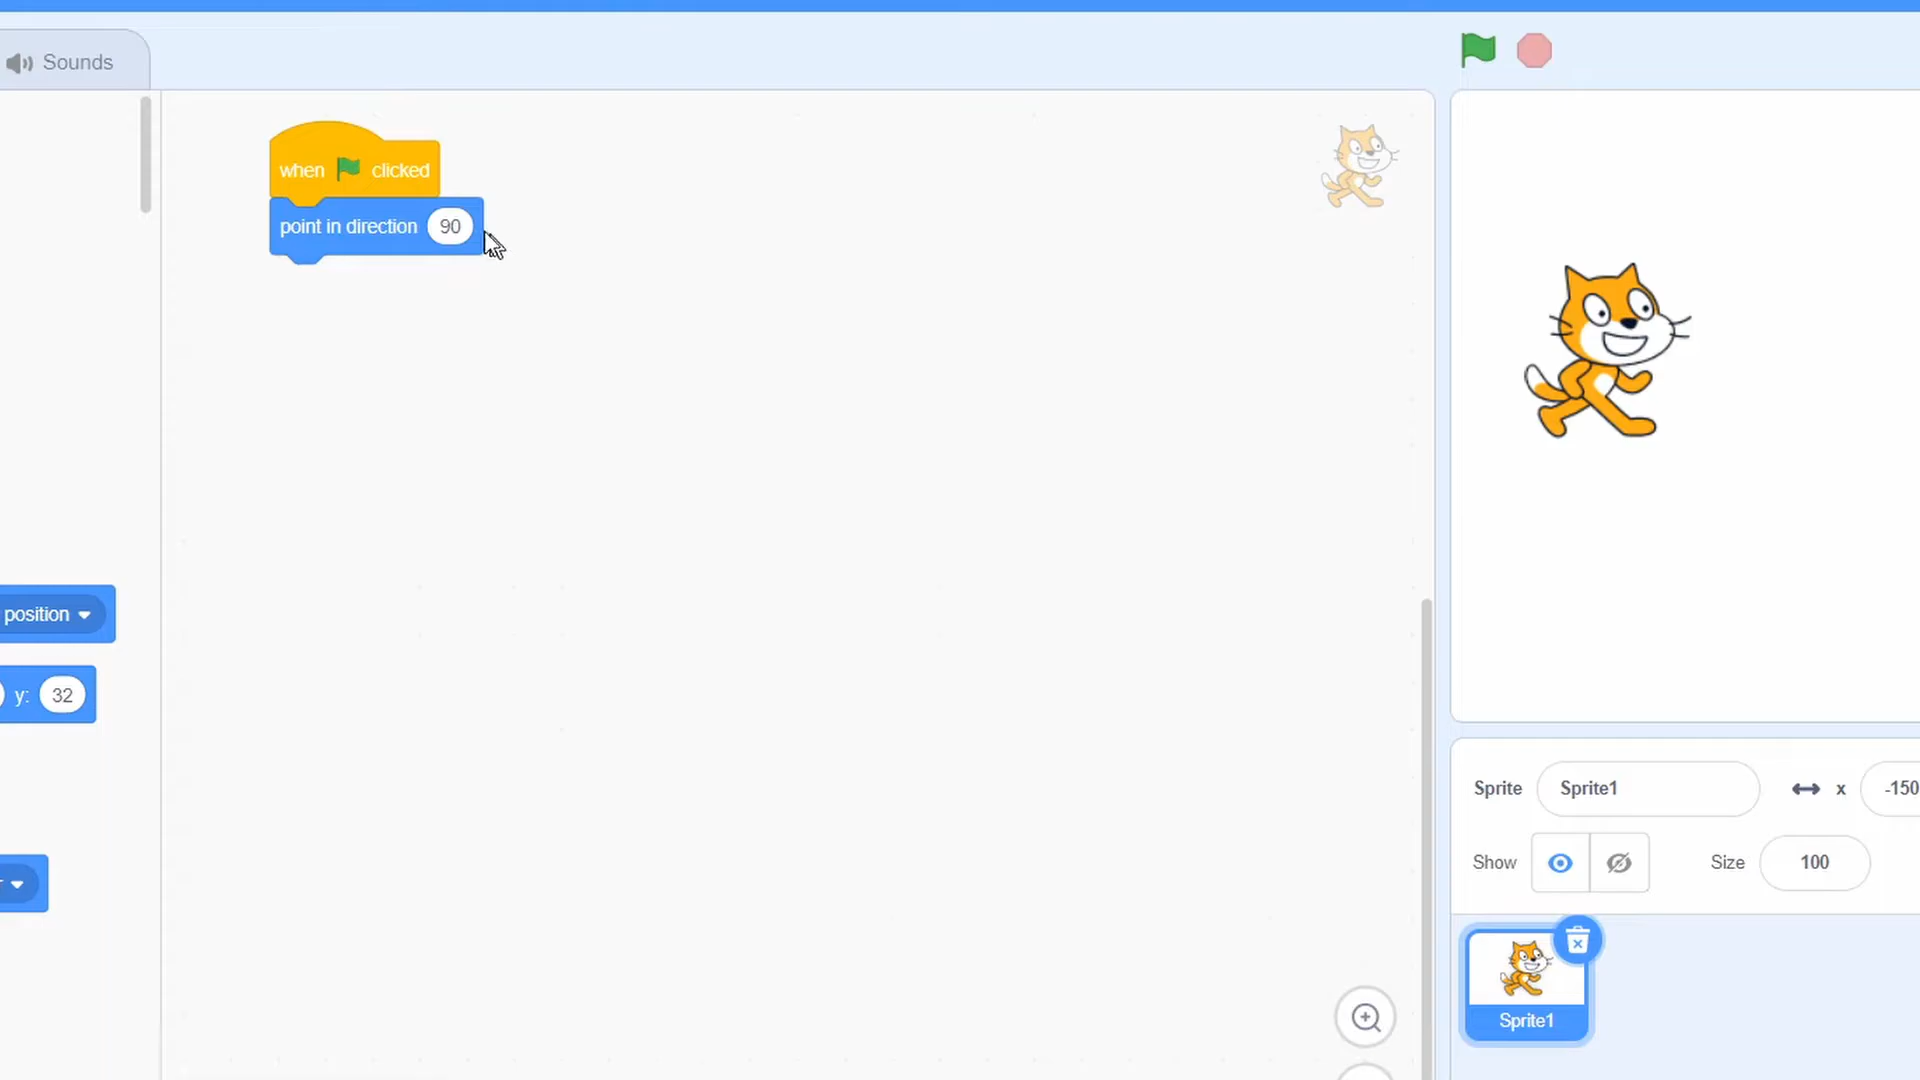 Sounds
when clicked
point in direction 90
position
y: 32
Sprite Sprite1 x -150
Show Size 100
Sprite1